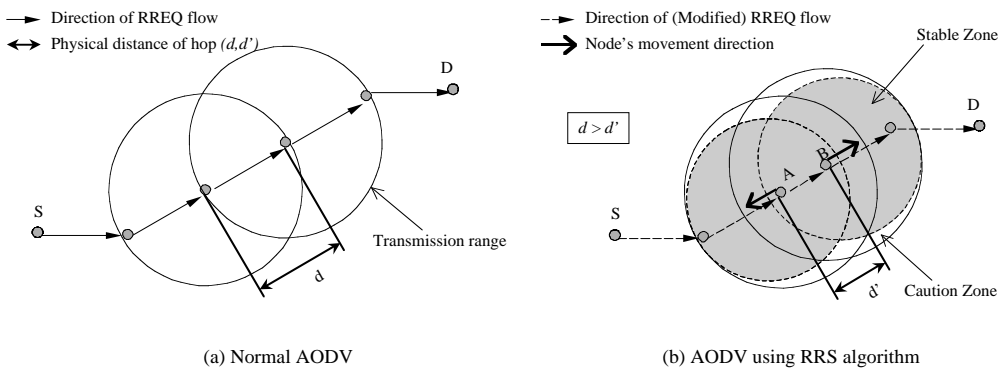 Direction of RREQ flow
Physical distance of hop (d,d')
D
S
Transmission range
d
(a) Normal AODV
Direction of (Modified) RREQ flow
Node's movement direction
Stable Zone
d > d'
D
B
A
S
d'
Caution Zone
(b) AODV using RRS algorithm